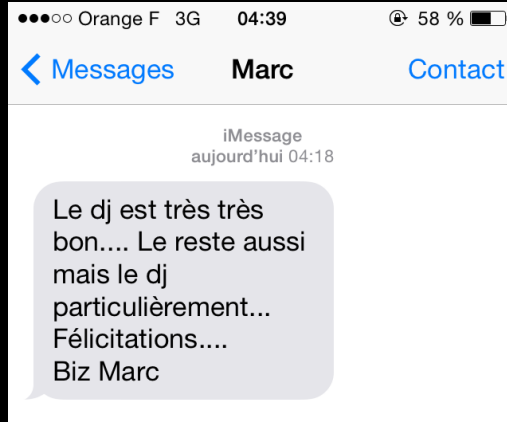 ●●●○○ Orange F 3G 04:39 58 %
Messages Marc Contact
iMessage
aujourd'hui 04:18
Le dj est très très
bon.... Le reste aussi
mais le dj
particulièrement...
Félicitations....
Biz Marc